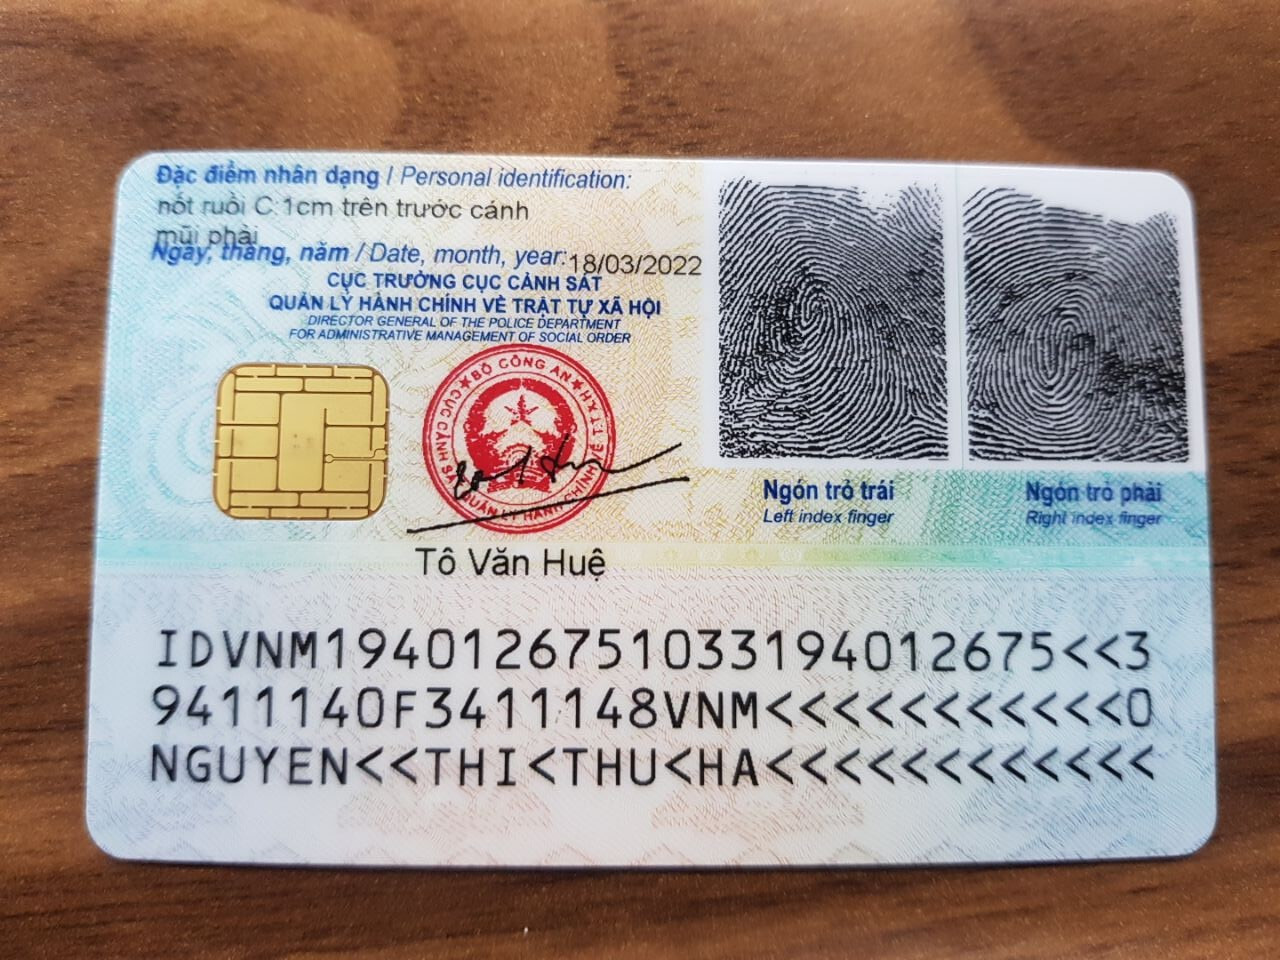 Đặc điểm nhân dạng / Personal identification:
nốt ruồi C:1cm trên trước cánh
mũi phải
Ngày, tháng, năm / Date, month, year: 18/03/2022
CỤC TRƯỞNG CỤC CẢNH SÁT
QUẢN LÝ HÀNH CHÍNH VỀ TRẬT TỰ XÃ HỘI
DIRECTOR GENERAL OF THE POLICE DEPARTMENT
FOR ADMINISTRATIVE MANAGEMENT OF SOCIAL ORDER
BỘ CÔNG AN
Tô Văn Huệ
Ngón trỏ trái
Left index finger
Ngón trỏ phải
Right index finger
IDVNM1940126751033194012675<<3
9411140F3411148VNM<<<<<<<<<<<0
NGUYEN<<THI<THU<HA<<<<<<<<<<<<